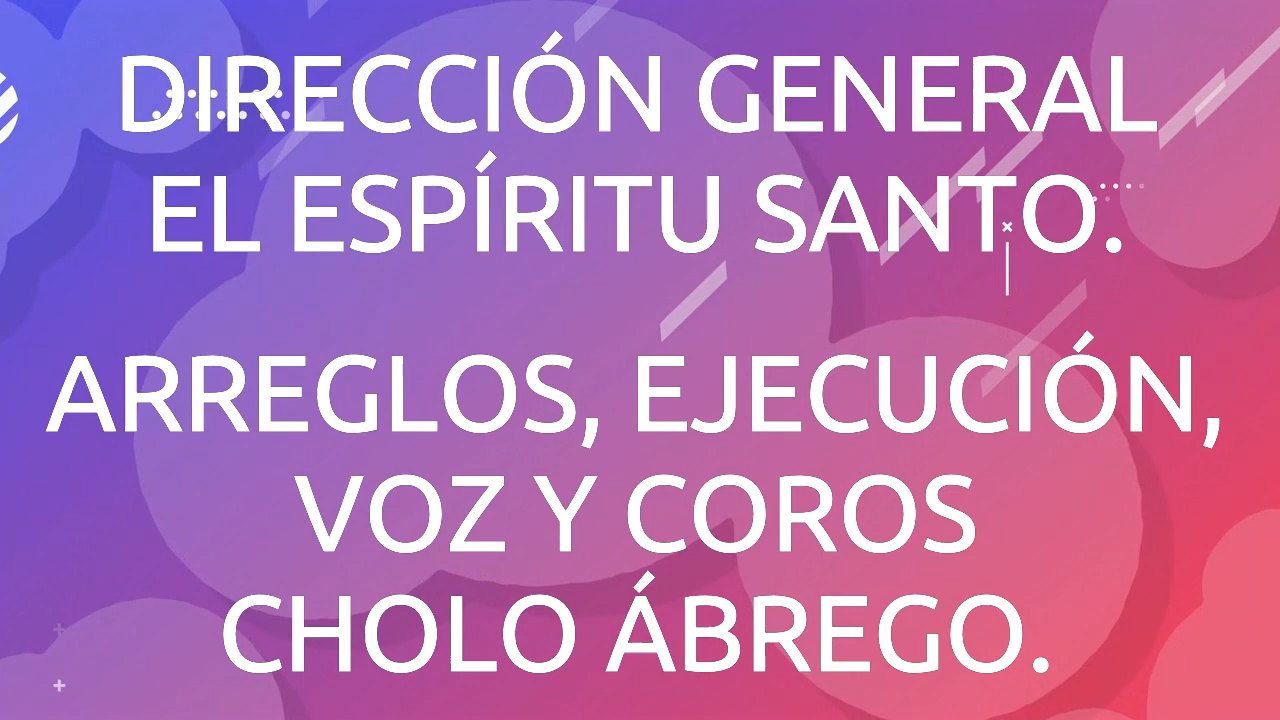 DIRECCIÓN GENERAL
EL ESPÍRITU SANTO.
ARREGLOS, EJECUCIÓN,
VOZ Y COROS
CHOLO ÁBREGO.